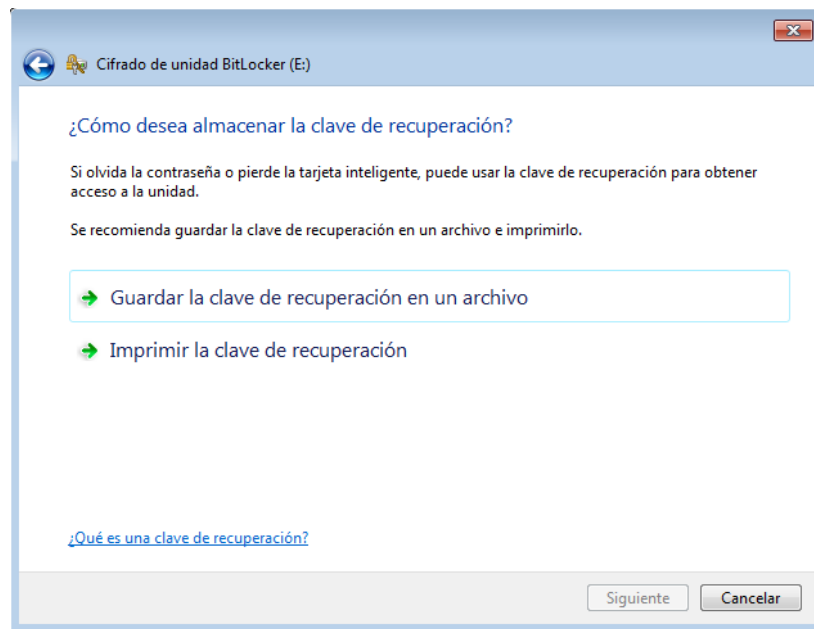 Cifrado de unidad BitLocker (E:)
¿Cómo desea almacenar la clave de recuperación?
Si olvida la contraseña o pierde la tarjeta inteligente, puede usar la clave de recuperación para obtener
acceso a la unidad.
Se recomienda guardar la clave de recuperación en un archivo e imprimirlo.
Guardar la clave de recuperación en un archivo
Imprimir la clave de recuperación
¿Qué es una clave de recuperación?
Siguiente Cancelar